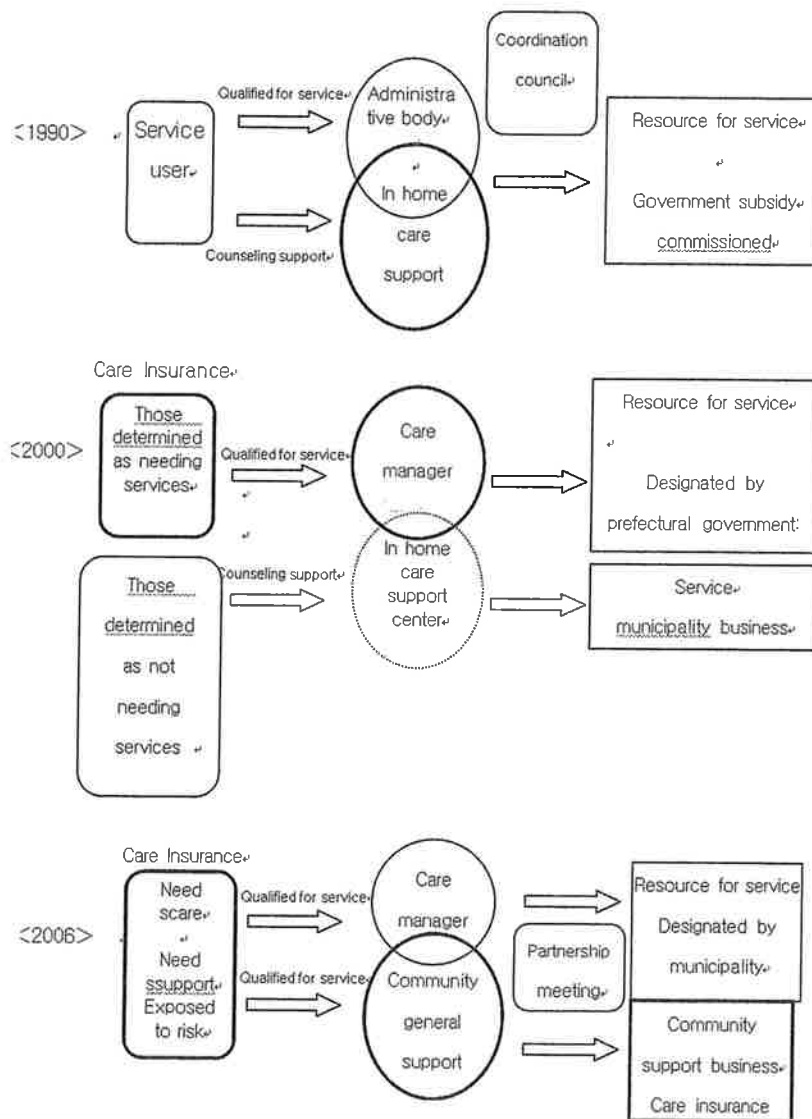 <1990>
Service
user
Qualified for service
Counseling support
Administra
tive body
In home
care
support
Coordination
council
Resource for service
Government subsidy
commissioned
<2000>
Care Insurance
Those
determined
as needing
services
Qualified for service
Care
manager
Resource for service
Designated by
prefectural government:
Those
determined
as not
needing
services
Counseling support
In home
care
support
center
Service
municipality business
<2006>
Care Insurance
Need
scare
Need
ssupport
Exposed
to risk
Qualified for service
Qualified for service
Care
manager
Community
general
support
Partnership
meeting
Resource for service
Designated by
municipality
Community
support business
Care insurance